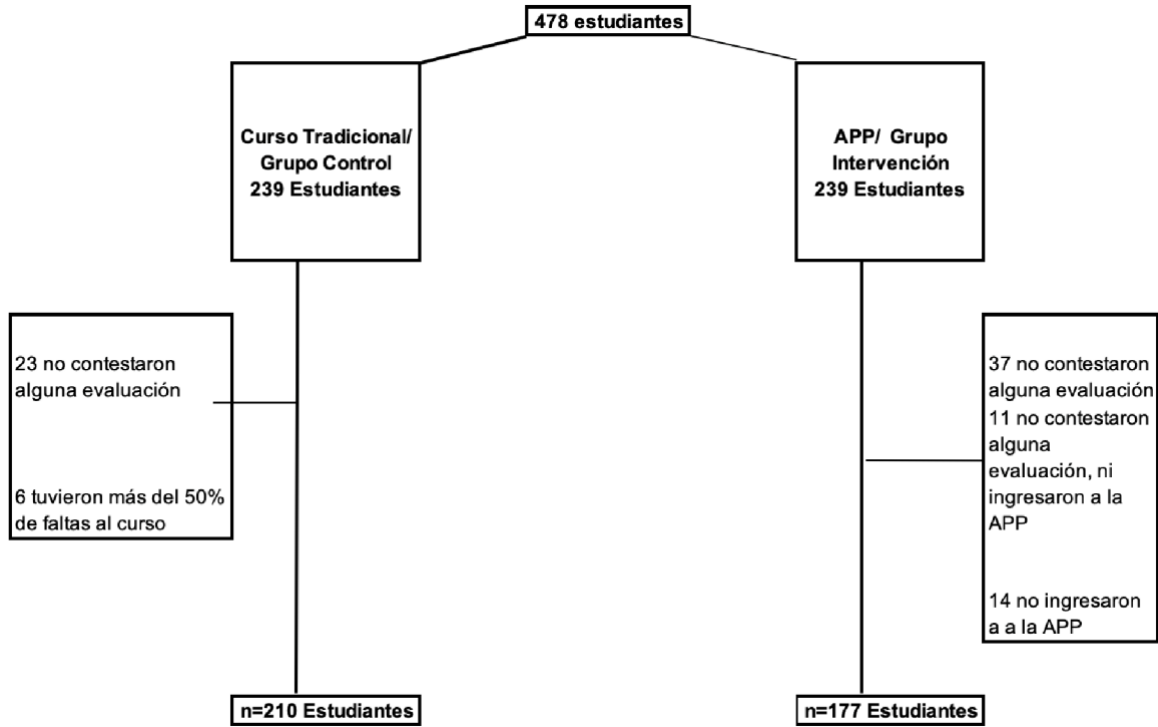 478 estudiantes
Curso Tradicional/
Grupo Control
239 Estudiantes
APP/ Grupo
Intervención
239 Estudiantes
23 no contestaron
alguna evaluación
6 tuvieron más del 50%
de faltas al curso
37 no contestaron
alguna evaluación
11 no contestaron
alguna
evaluación, ni
ingresaron a la
APP
14 no ingresaron
a a la APP
n=210 Estudiantes
n=177 Estudiantes